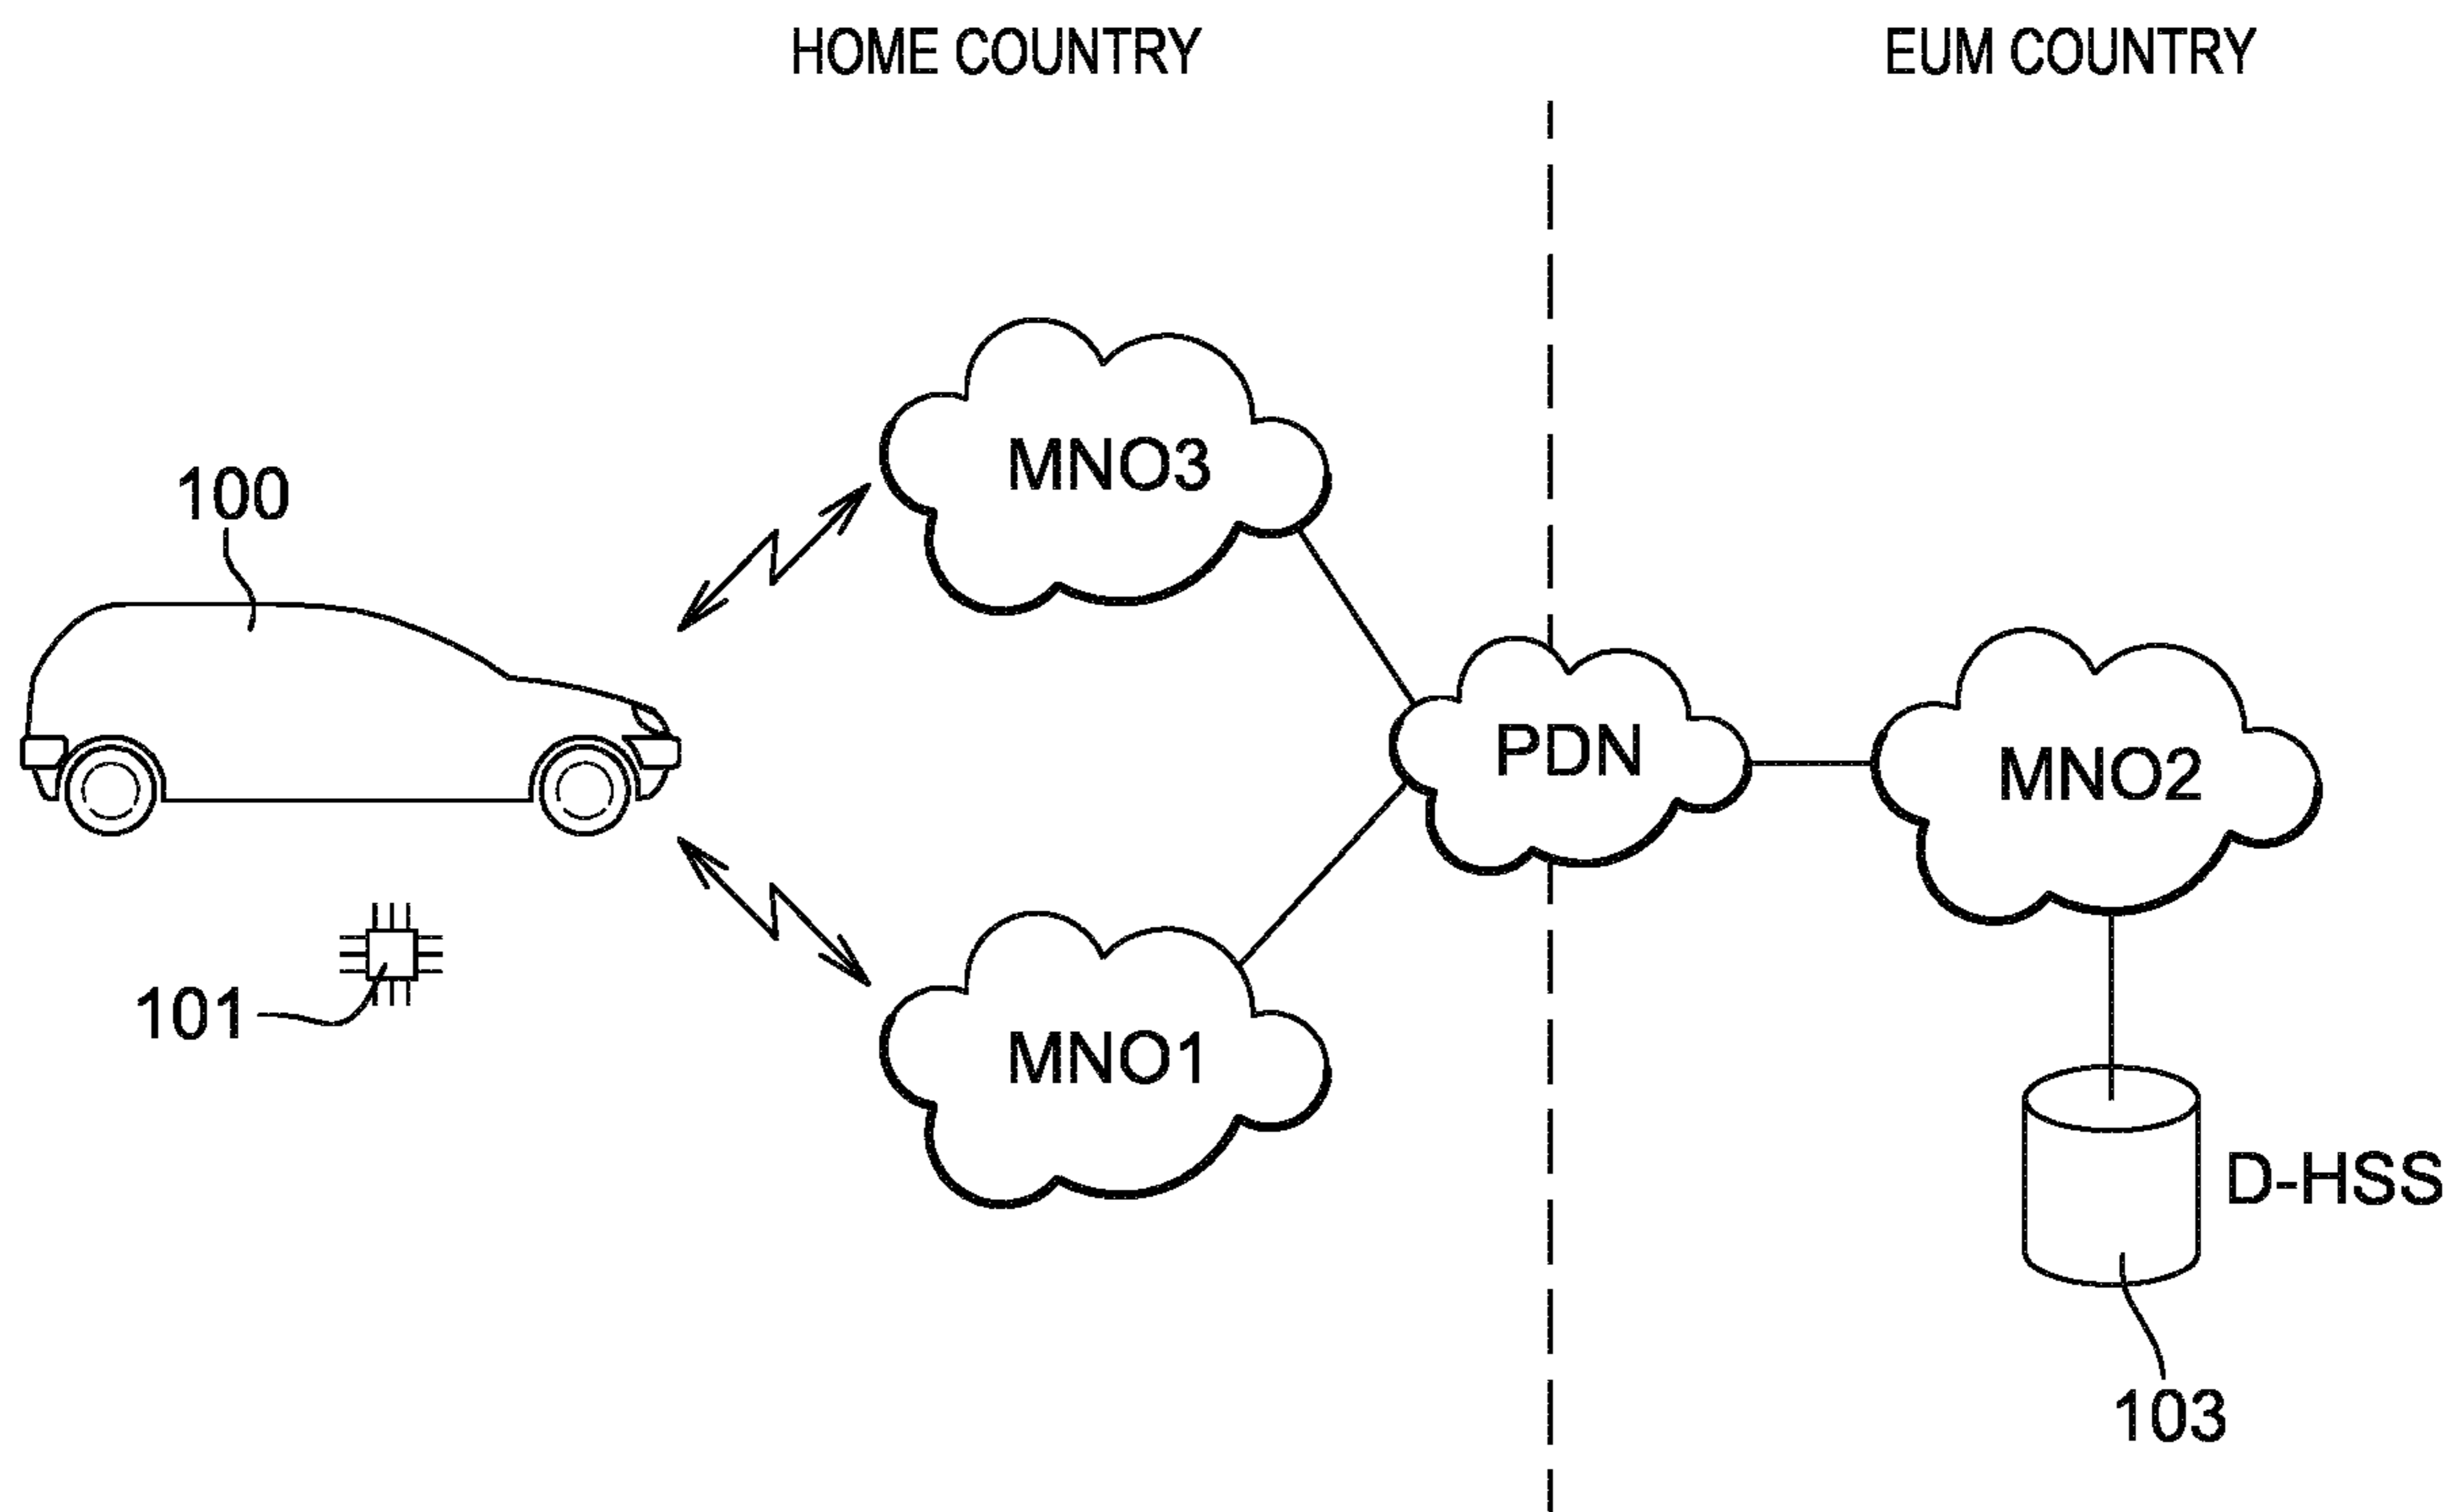 HOME COUNTRY
EUM COUNTRY
MNO3
100
PDN
MNO2
101
MNO1
D-HSS
103